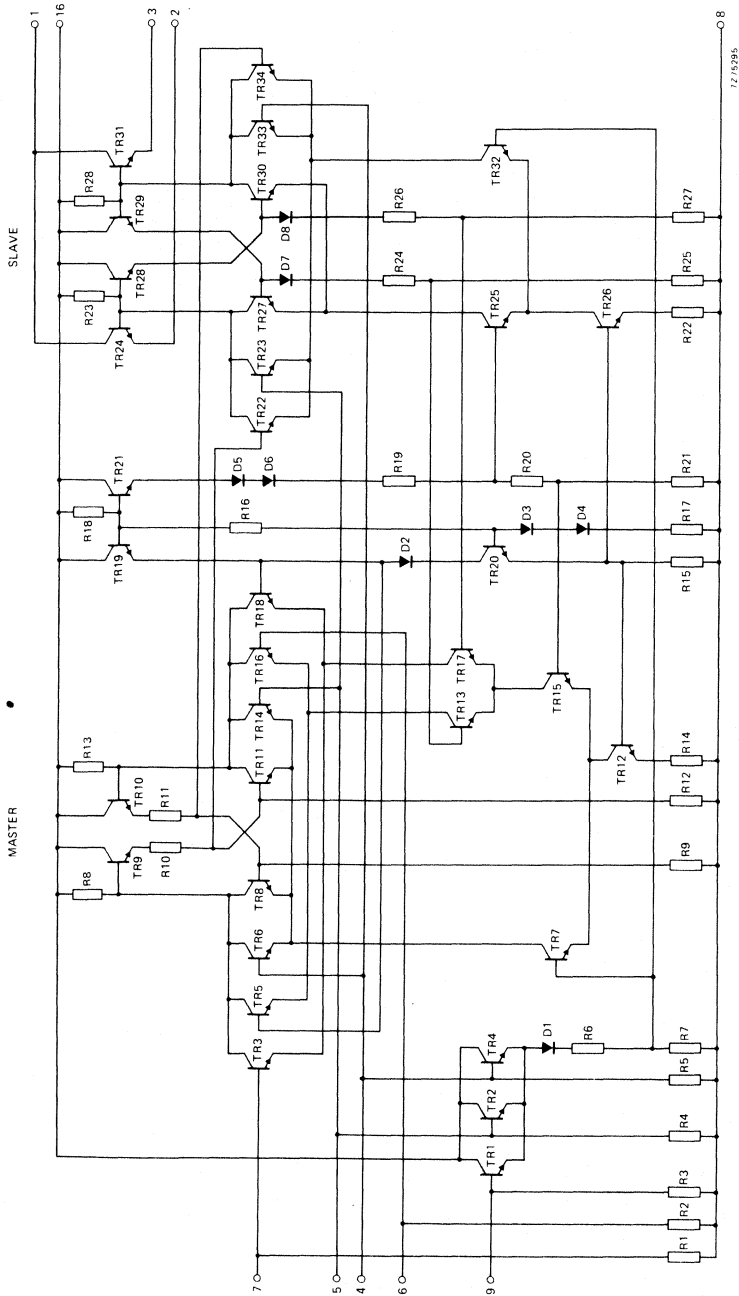 MASTER
SLAVE
1
16
3
2
R8
R13
R18
R23
R28
TR9
TR10
TR19
TR21
TR24
TR28
TR29
TR31
R10
R11
7
TR3
TR5
TR6
TR8
TR11
TR14
TR16
TR18
R16
D5
D6
TR22
TR23
TR27
TR30
TR33
TR34
D7
D8
5
4
6
D2
R19
R24
R26
9
TR1
TR2
TR4
D1
R6
TR7
TR13
TR17
TR20
D3
D4
R20
TR25
TR32
TR15
TR12
TR26
R1
R2
R3
R4
R5
R7
R9
R12
R14
R15
R17
R21
R22
R25
R27
8
7Z75295